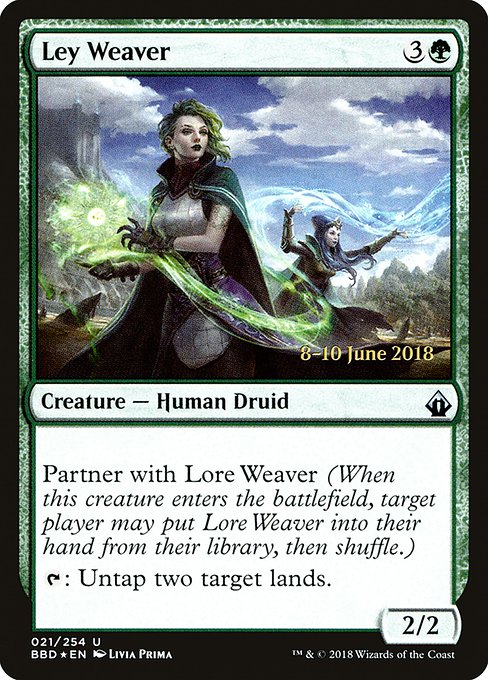 Ley Weaver 3
8–10 June 2018
Creature — Human Druid
Partner with Lore Weaver (When
this creature enters the battlefield, target
player may put Lore Weaver into their
hand from their library, then shuffle.)
: Untap two target lands.
2/2
021/254 U
BBD★EN Livia Prima
™ & © 2018 Wizards of the Coast